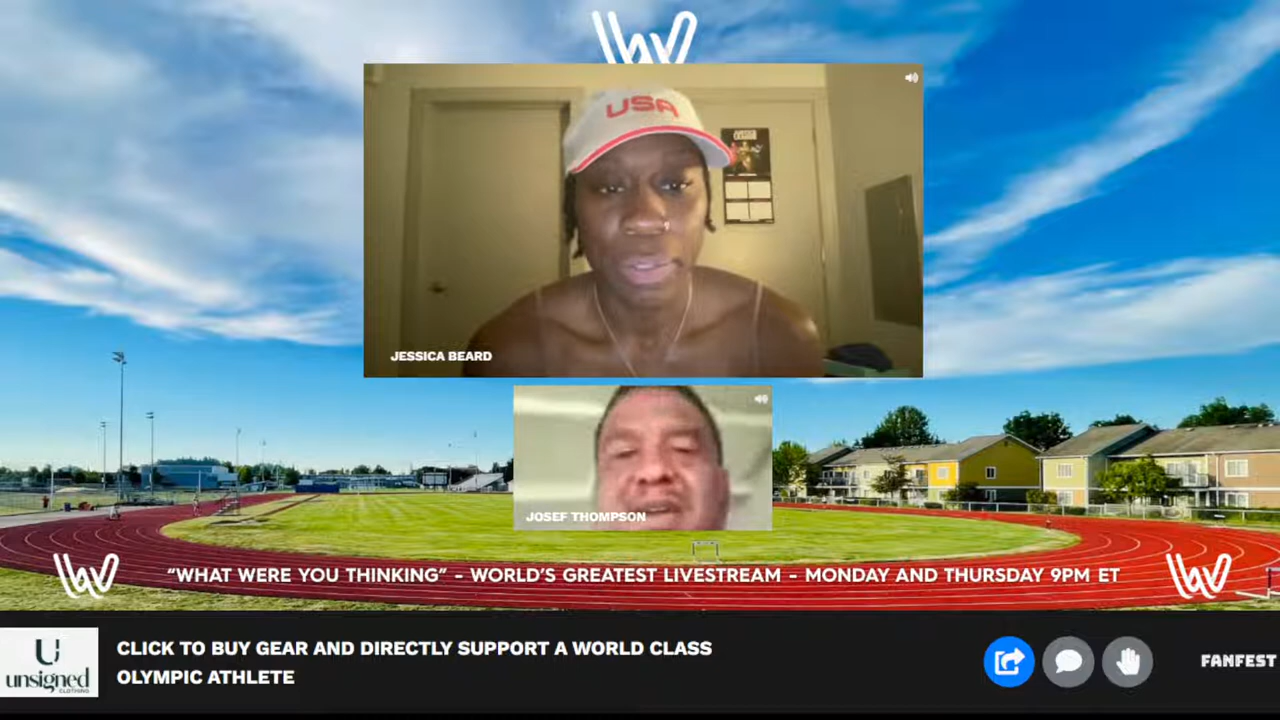 USA
JESSICA BEARD
JOSEF THOMPSON
“WHAT WERE YOU THINKING” – WORLD'S GREATEST LIVESTREAM – MONDAY AND THURSDAY 9PM ET
unsigned
CLOTHING
CLICK TO BUY GEAR AND DIRECTLY SUPPORT A WORLD CLASS
OLYMPIC ATHLETE
FANFEST